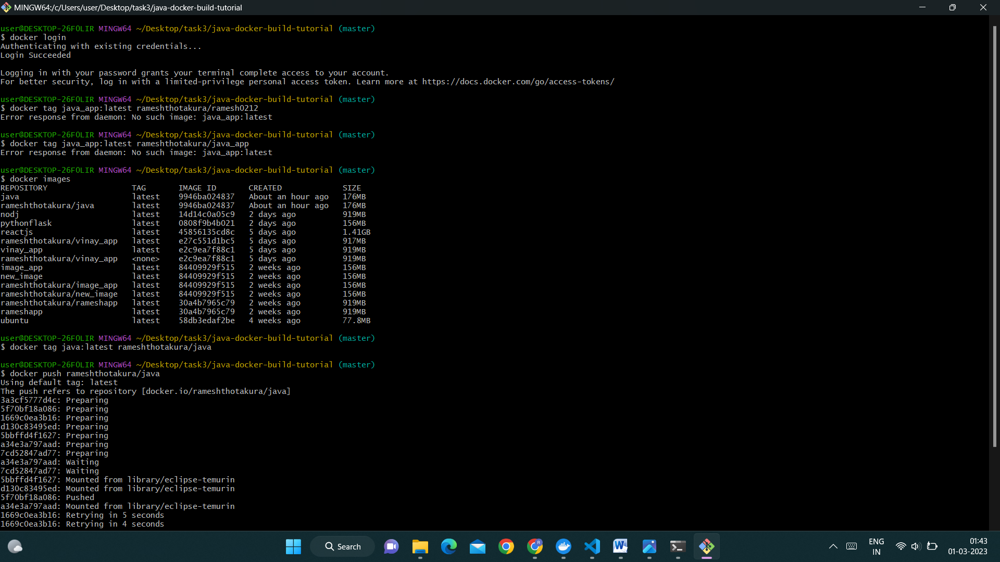 MINGW64:/c/Users/user/Desktop/task3/java-docker-build-tutorial
user@DESKTOP-26FOLIR MINGW64 ~/Desktop/task3/java-docker-build-tutorial (master)
$ docker login
Authenticating with existing credentials...
Login Succeeded
Logging in with your password grants your terminal complete access to your account.
For better security, log in with a limited-privilege personal access token. Learn more at https://docs.docker.com/go/access-tokens/
user@DESKTOP-26FOLIR MINGW64 ~/Desktop/task3/java-docker-build-tutorial (master)
$ docker tag java_app:latest rameshthotakura/ramesh0212
Error response from daemon: No such image: java_app:latest
user@DESKTOP-26FOLIR MINGW64 ~/Desktop/task3/java-docker-build-tutorial (master)
$ docker tag java_app:latest rameshthotakura/java_app
Error response from daemon: No such image: java_app:latest
user@DESKTOP-26FOLIR MINGW64 ~/Desktop/task3/java-docker-build-tutorial (master)
$ docker images
REPOSITORY TAG IMAGE ID CREATED SIZE
java latest 9946ba024837 About an hour ago 176MB
rameshthotakura/java latest 9946ba024837 About an hour ago 176MB
nodj latest 14d14c0a05c9 2 days ago 919MB
pythonflask latest 0808f9b4b021 2 days ago 156MB
reactjs latest 45856135cd8c 5 days ago 1.41GB
rameshthotakura/vinay_app latest e27c551d1bc5 5 days ago 917MB
vinay_app latest e2c9ea7f88c1 5 days ago 919MB
rameshthotakura/vinay_app <none> e2c9ea7f88c1 5 days ago 919MB
image_app latest 84409929f515 2 weeks ago 156MB
new_image latest 84409929f515 2 weeks ago 156MB
rameshthotakura/image_app latest 84409929f515 2 weeks ago 156MB
rameshthotakura/new_image latest 84409929f515 2 weeks ago 156MB
rameshthotakura/rameshapp latest 30a4b7965c79 2 weeks ago 919MB
rameshapp latest 30a4b7965c79 2 weeks ago 919MB
ubuntu latest 58db3edaf2be 4 weeks ago 77.8MB
user@DESKTOP-26FOLIR MINGW64 ~/Desktop/task3/java-docker-build-tutorial (master)
$ docker tag java:latest rameshthotakura/java
user@DESKTOP-26FOLIR MINGW64 ~/Desktop/task3/java-docker-build-tutorial (master)
$ docker push rameshthotakura/java
Using default tag: latest
The push refers to repository [docker.io/rameshthotakura/java]
3a3cf5777d4c: Preparing
5f70bf18a086: Preparing
1669c0ea3b16: Preparing
d130c83495ed: Preparing
5bbffd4f1627: Preparing
a34e3a797aad: Preparing
7cd52847ad77: Preparing
a34e3a797aad: Waiting
7cd52847ad77: Waiting
5bbffd4f1627: Mounted from library/eclipse-temurin
d130c83495ed: Mounted from library/eclipse-temurin
5f70bf18a086: Pushed
a34e3a797aad: Mounted from library/eclipse-temurin
1669c0ea3b16: Retrying in 5 seconds
1669c0ea3b16: Retrying in 4 seconds
Search
R
W
ENG
IN
01:43
01-03-2023